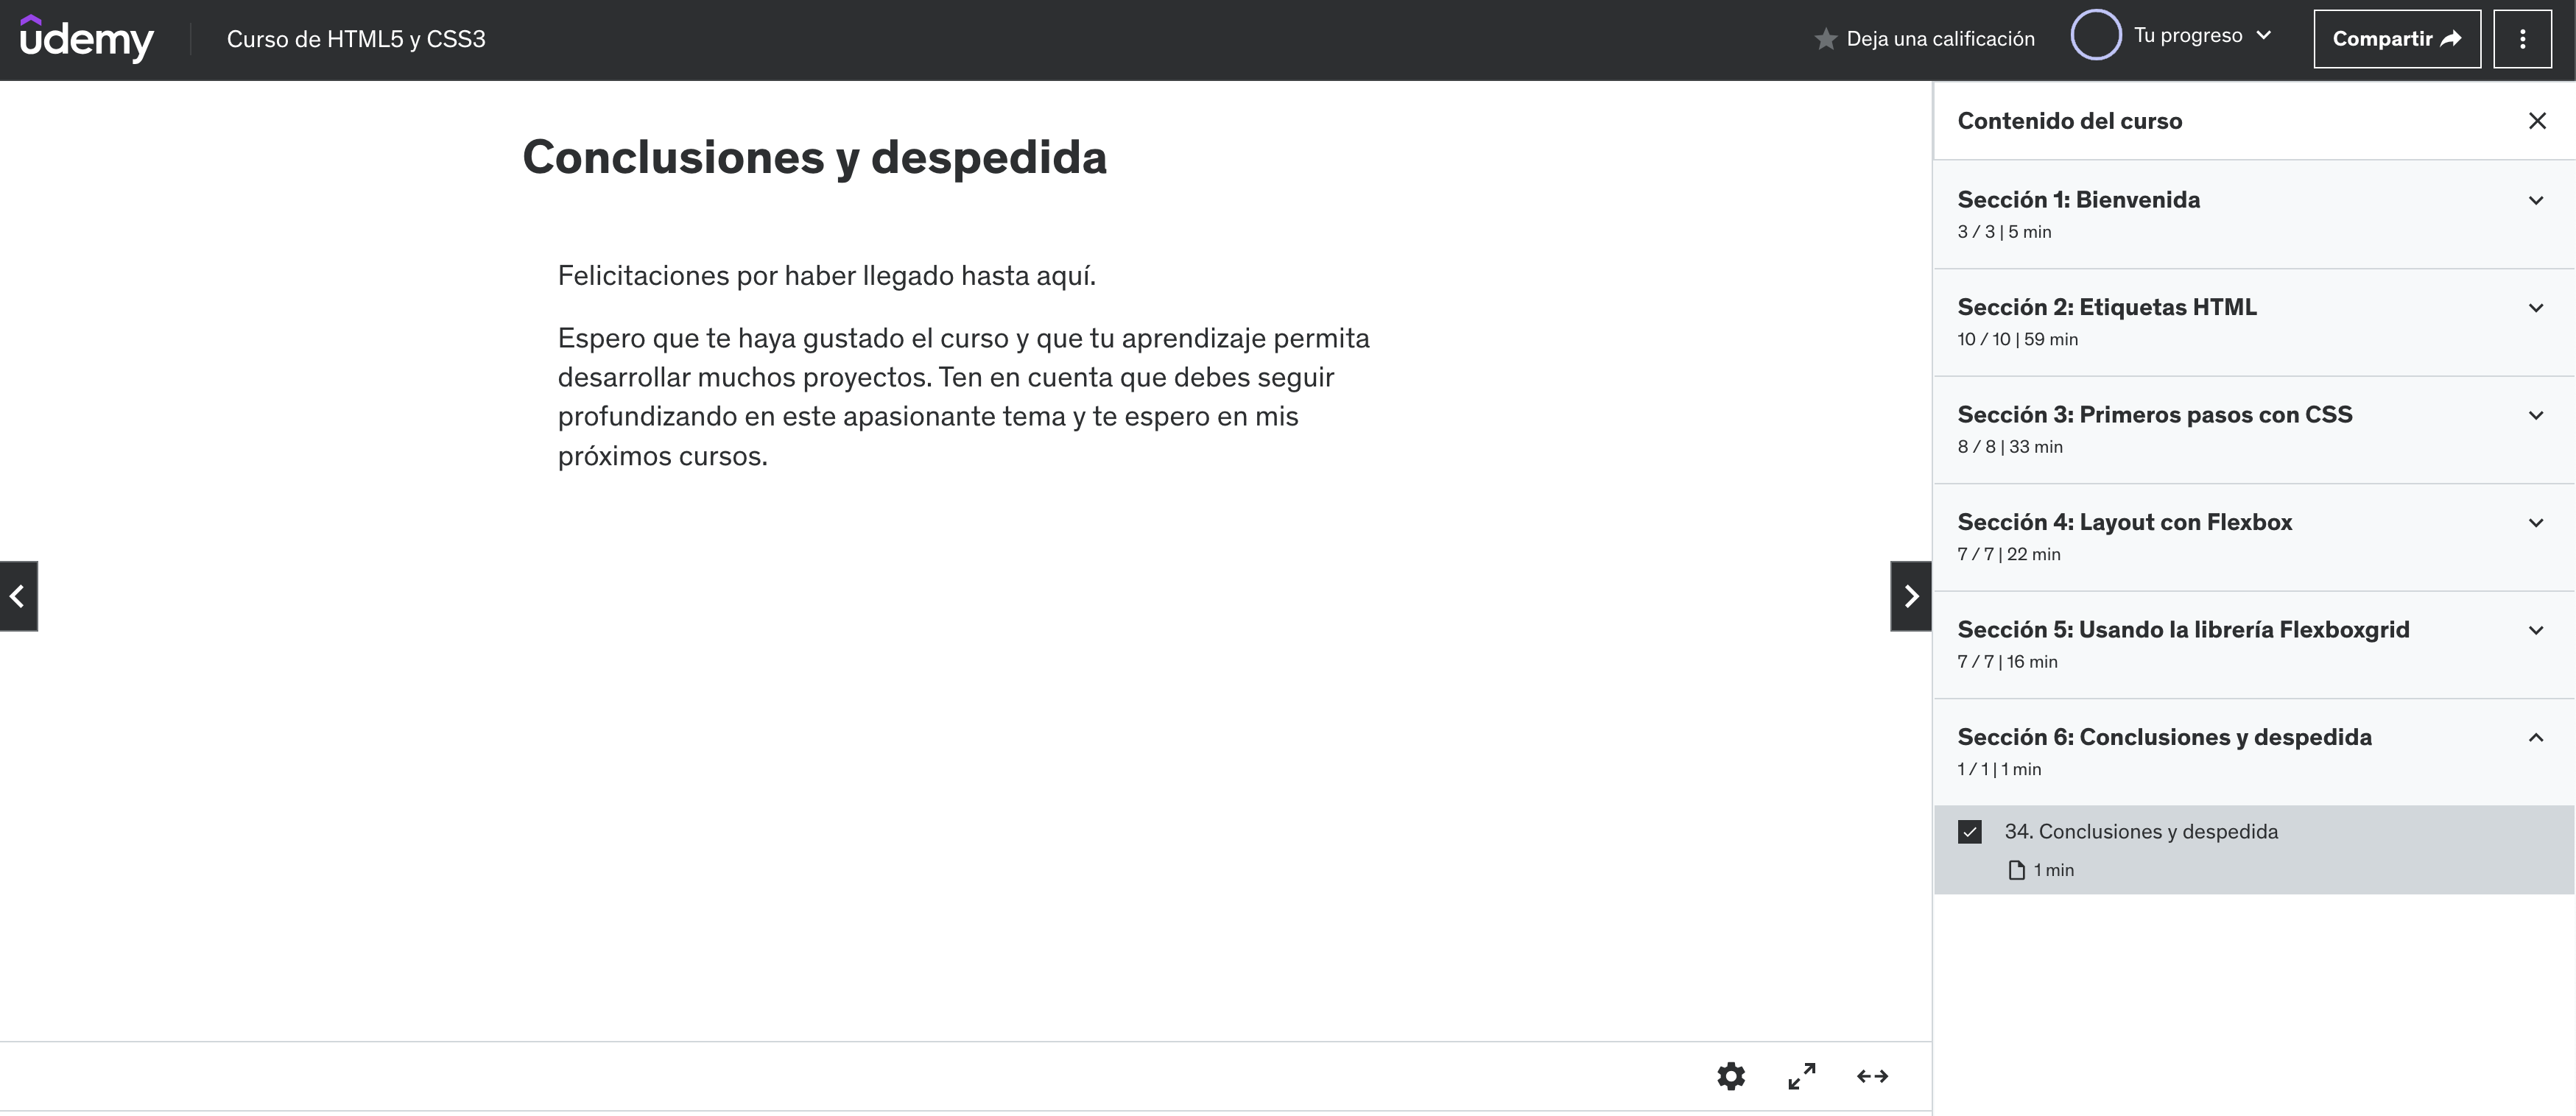 udemy
Curso de HTML5 y CSS3
Deja una calificación
Tu progreso
Compartir
Conclusiones y despedida
Felicitaciones por haber llegado hasta aquí.
Espero que te haya gustado el curso y que tu aprendizaje permita
desarrollar muchos proyectos. Ten en cuenta que debes seguir
profundizando en este apasionante tema y te espero en mis
próximos cursos.
Contenido del curso
Sección 1: Bienvenida
3 / 3 | 5 min
Sección 2: Etiquetas HTML
10 / 10 | 59 min
Sección 3: Primeros pasos con CSS
8 / 8 | 33 min
Sección 4: Layout con Flexbox
7 / 7 | 22 min
Sección 5: Usando la librería Flexboxgrid
7 / 7 | 16 min
Sección 6: Conclusiones y despedida
1 / 1 | 1 min
34. Conclusiones y despedida
1 min